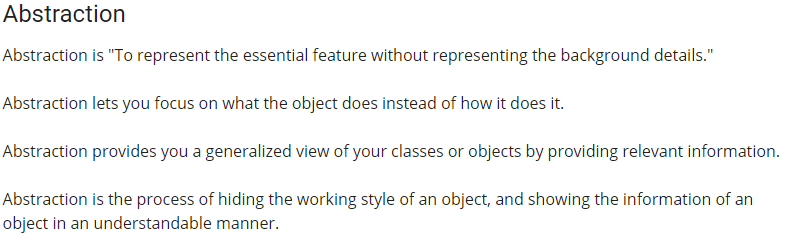 Abstraction
Abstraction is "To represent the essential feature without representing the background details."
Abstraction lets you focus on what the object does instead of how it does it.
Abstraction provides you a generalized view of your classes or objects by providing relevant information.
Abstraction is the process of hiding the working style of an object, and showing the information of an
object in an understandable manner.